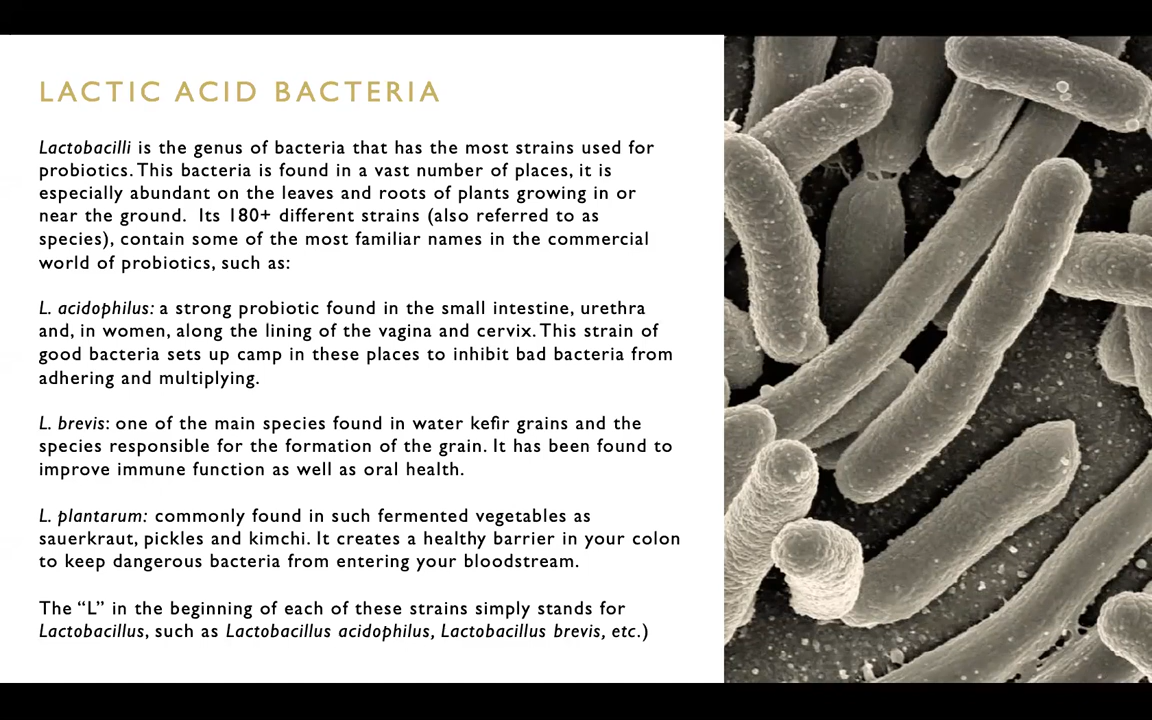 LACTIC ACID BACTERIA
Lactobacilli is the genus of bacteria that has the most strains used for
probiotics. This bacteria is found in a vast number of places, it is
especially abundant on the leaves and roots of plants growing in or
near the ground.  Its 180+ different strains (also referred to as
species), contain some of the most familiar names in the commercial
world of probiotics, such as:
L. acidophilus: a strong probiotic found in the small intestine, urethra
and, in women, along the lining of the vagina and cervix. This strain of
good bacteria sets up camp in these places to inhibit bad bacteria from
adhering and multiplying.
L. brevis: one of the main species found in water kefir grains and the
species responsible for the formation of the grain. It has been found to
improve immune function as well as oral health.
L. plantarum: commonly found in such fermented vegetables as
sauerkraut, pickles and kimchi. It creates a healthy barrier in your colon
to keep dangerous bacteria from entering your bloodstream.
The “L” in the beginning of each of these strains simply stands for
Lactobacillus, such as Lactobacillus acidophilus, Lactobacillus brevis, etc.)